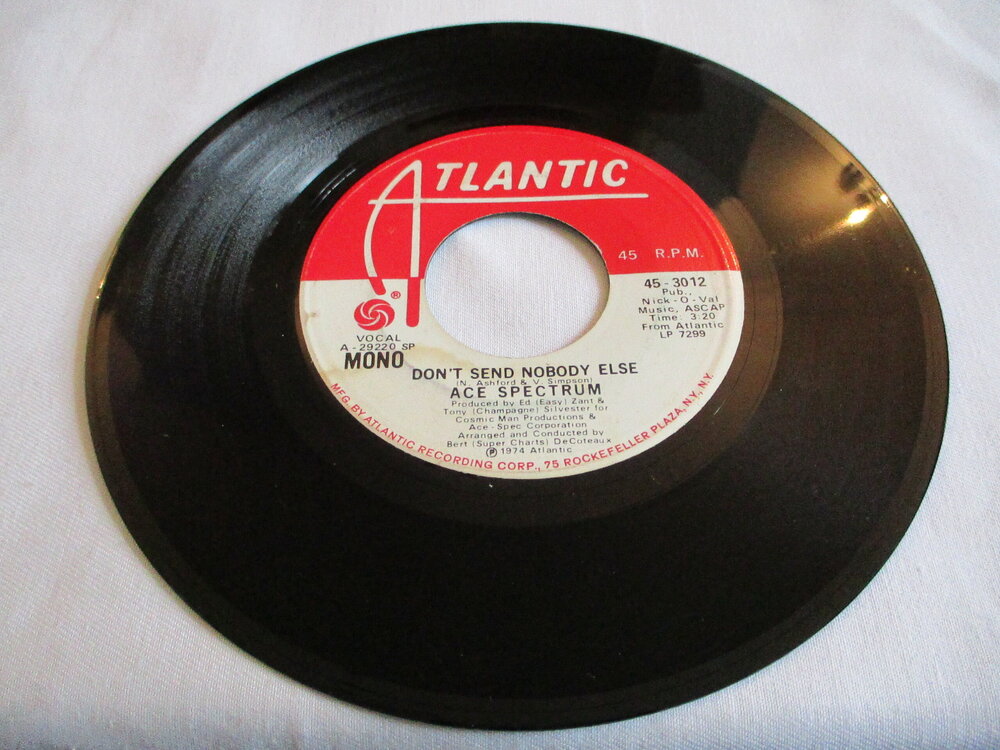 ATLANTIC
45 R.P.M.
45-3012
Pub.,
Nick-O-Val
Music, ASCAP
Time: 3:20
From Atlantic
LP 7299
®
VOCAL
A-29220 SP
MONO
DON'T SEND NOBODY ELSE
(N. Ashford & V. Simpson)
ACE SPECTRUM
Produced by Ed (Easy) Zant &
Tony (Champagne) Silvester for
Cosmic Man Productions &
Ace-Spec Corporation
Arranged and Conducted by
Bert (Super Charts) DeCoteaux
℗ 1974 Atlantic
MFG. BY ATLANTIC RECORDING CORP., 75 ROCKEFELLER PLAZA, N.Y., N.Y.